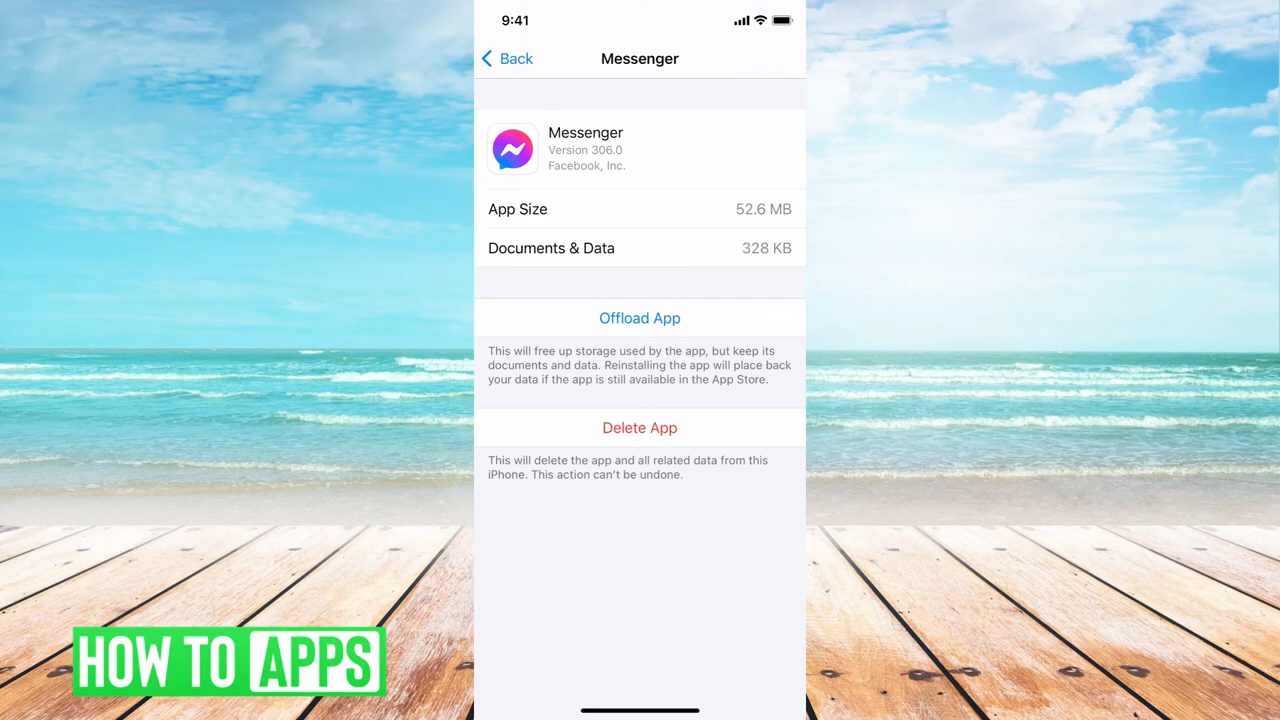 9:41
Back
Messenger
Messenger
Version 306.0
Facebook, Inc.
App Size 52.6 MB
Documents & Data 328 KB
Offload App
This will free up storage used by the app, but keep its
documents and data. Reinstalling the app will place back
your data if the app is still available in the App Store.
Delete App
This will delete the app and all related data from this
iPhone. This action can't be undone.
HOW TO APPS